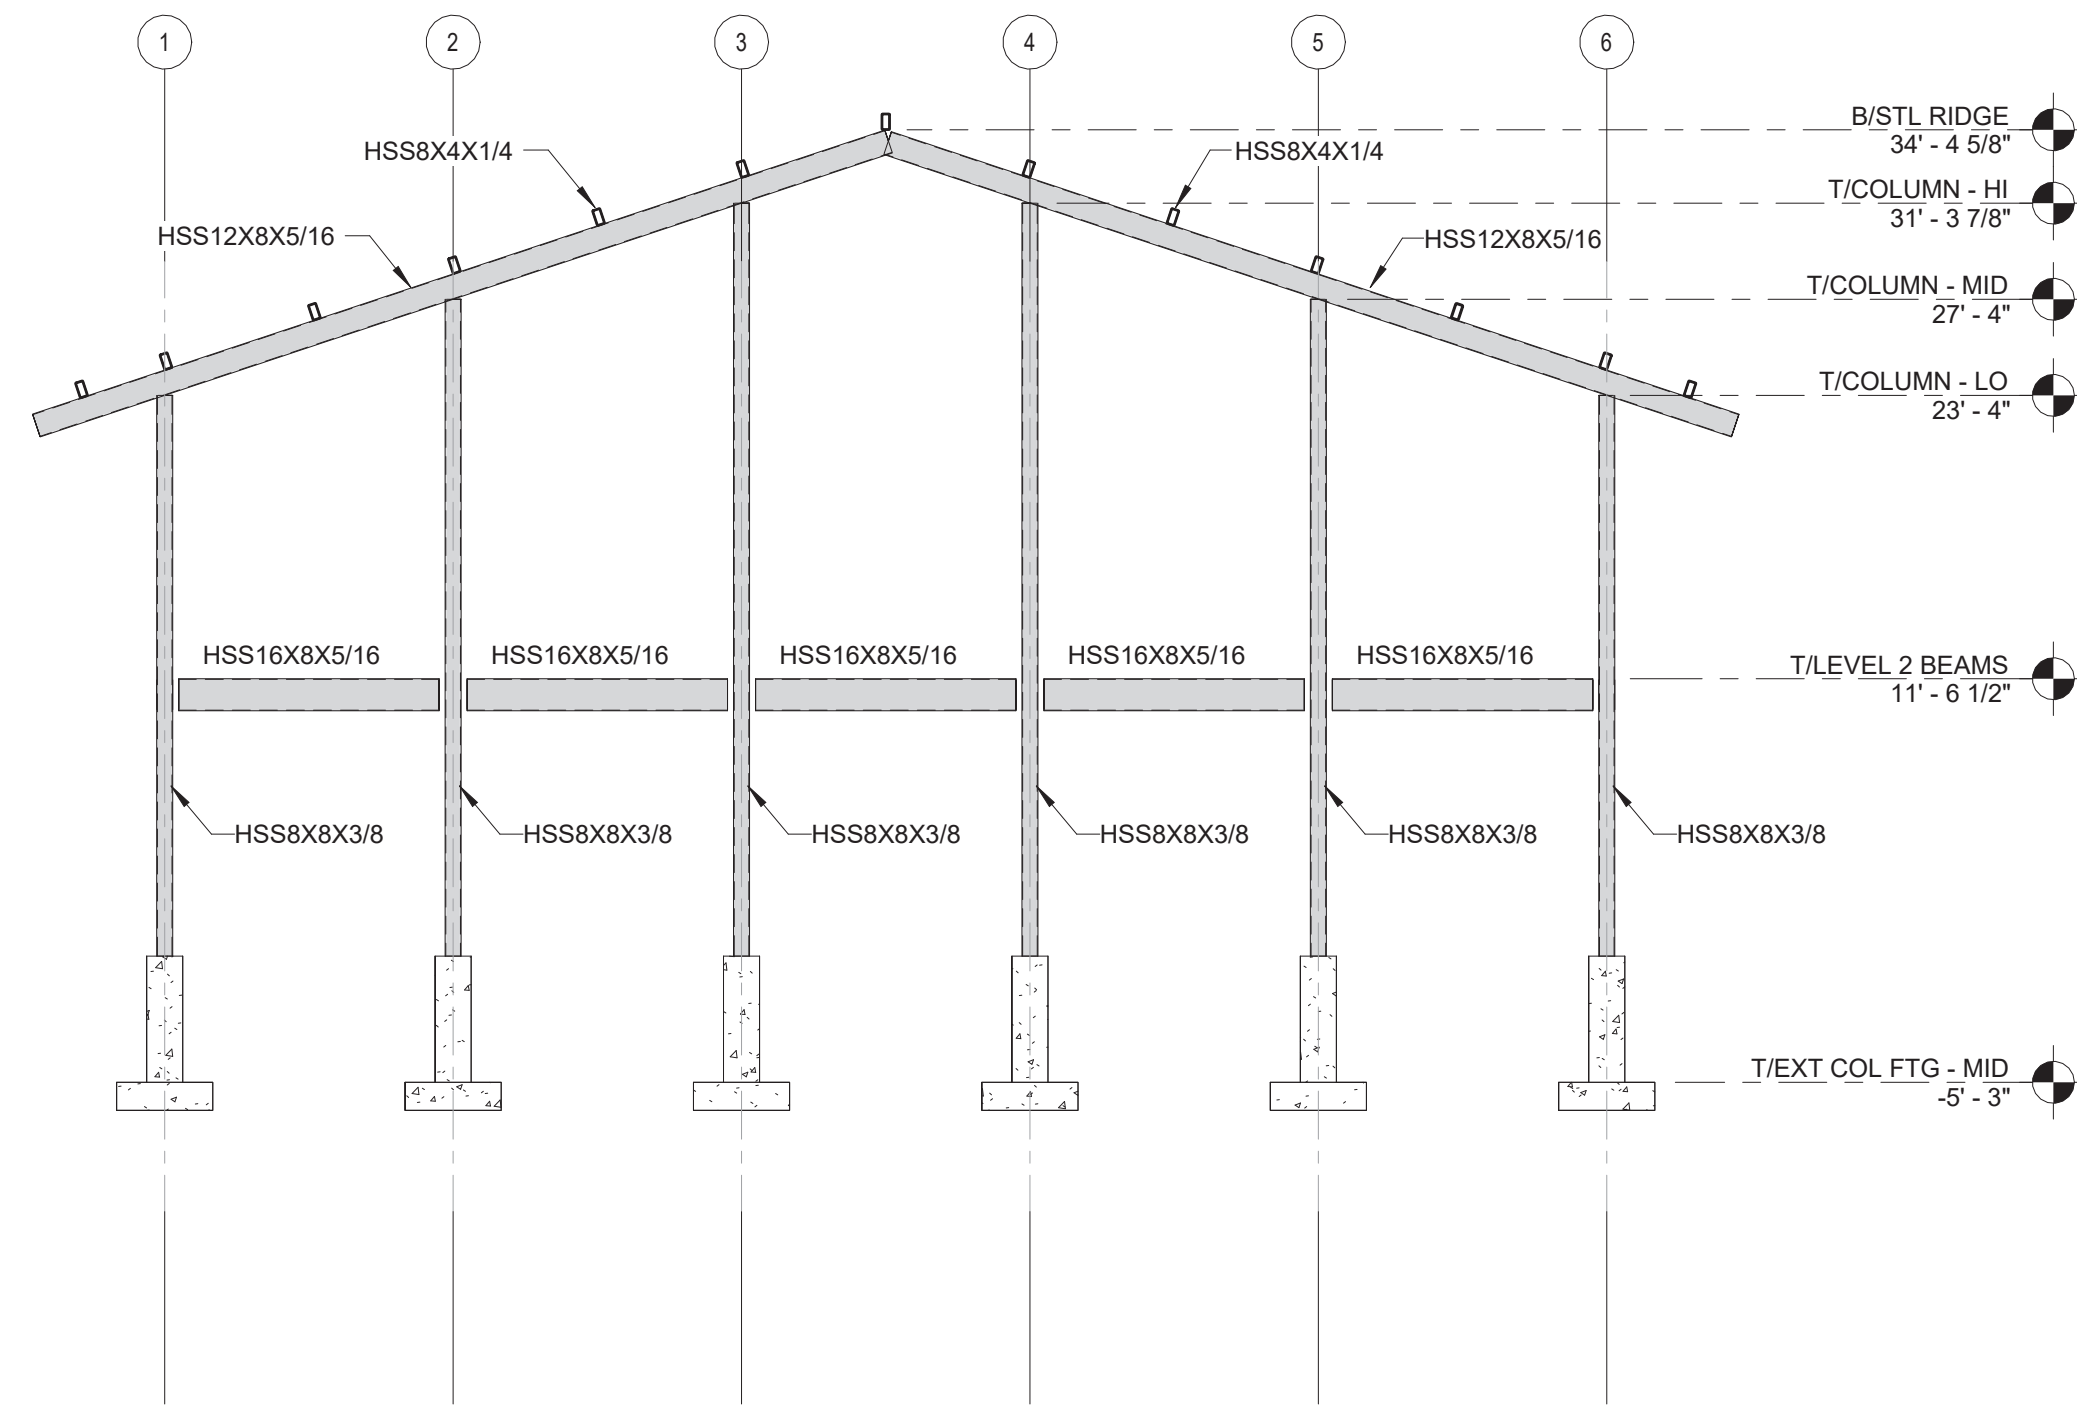 1
2
3
4
5
6
B/STL RIDGE
34' - 4 5/8"
HSS8X4X1/4
HSS8X4X1/4
T/COLUMN - HI
31' - 3 7/8"
HSS12X8X5/16
HSS12X8X5/16
T/COLUMN - MID
27' - 4"
T/COLUMN - LO
23' - 4"
HSS16X8X5/16
HSS16X8X5/16
HSS16X8X5/16
HSS16X8X5/16
HSS16X8X5/16
T/LEVEL 2 BEAMS
11' - 6 1/2"
HSS8X8X3/8
HSS8X8X3/8
HSS8X8X3/8
HSS8X8X3/8
HSS8X8X3/8
HSS8X8X3/8
T/EXT COL FTG - MID
-5' - 3"